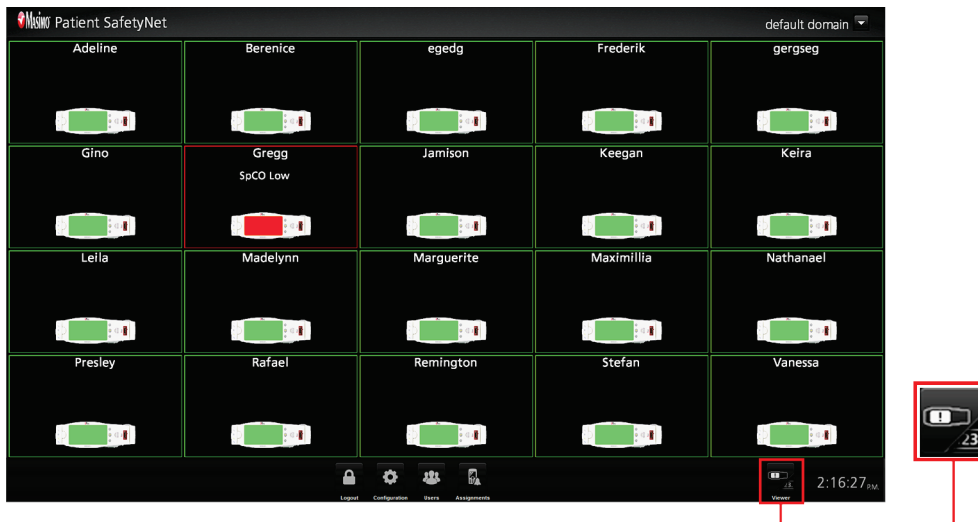 Masimo Patient SafetyNet
default domain
Adeline Berenice egedg Frederik gergseg
Gino Gregg Jamison Keegan Keira
SpCO Low
Leila Madelynn Marguerite Maximillia Nathanael
Presley Rafael Remington Stefan Vanessa
!
23
Logout Configuration Users Assignments Viewer
2:16:27 P.M.